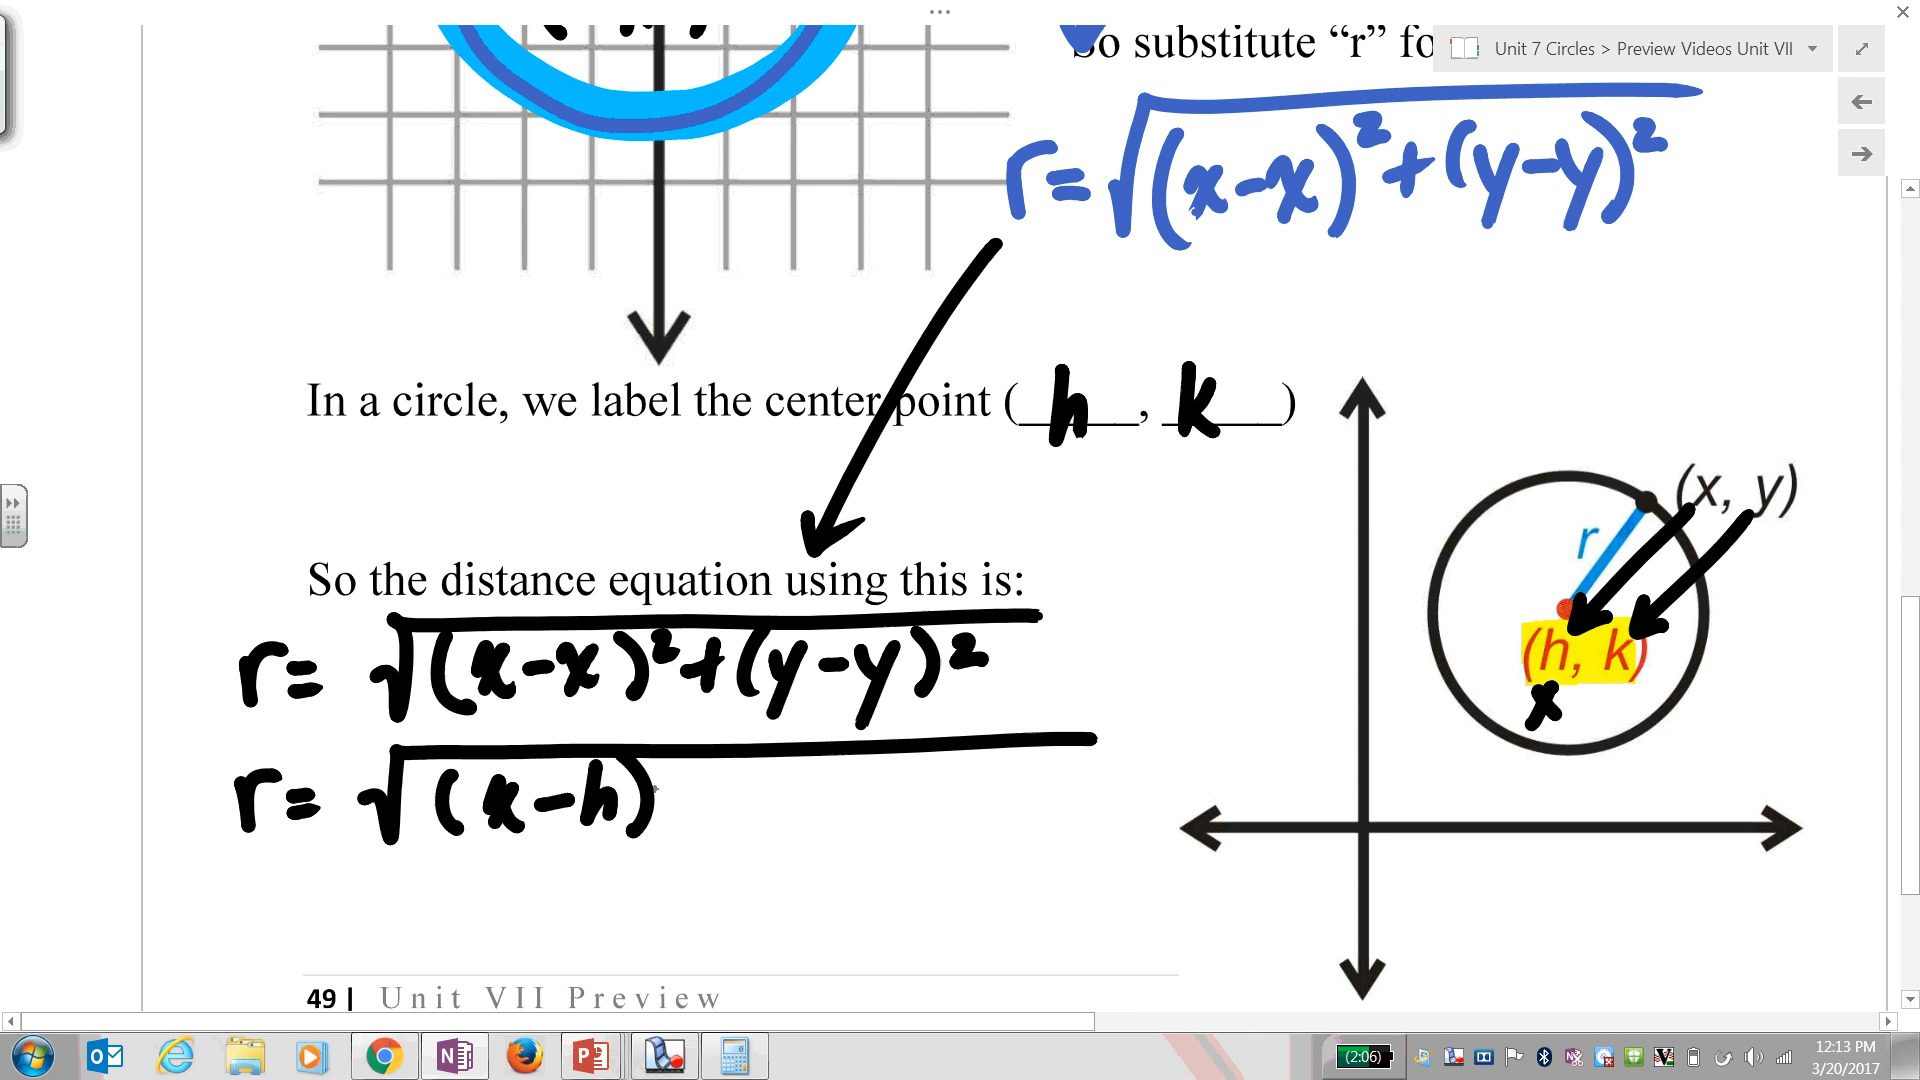 So substitute “r” fo
Unit 7 Circles > Preview Videos Unit VII
r = √(x-x)²+(y-y)²
In a circle, we label the center point (h, k)
(x, y)
r
(h, k)
x
So the distance equation using this is:
r = √(x-x)²+(y-y)²
r = √(x-h)
49 | Unit VII Preview
(2:06)
12:13 PM
3/20/2017